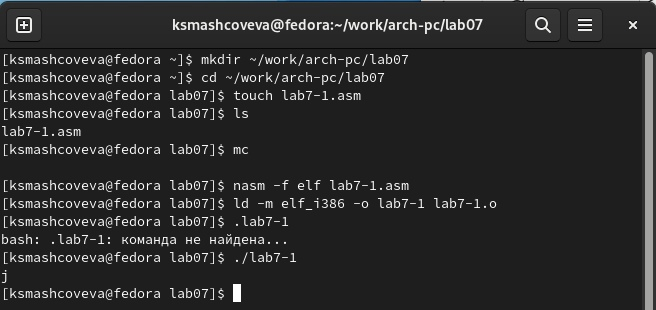 ksmashcoveva@fedora:~/work/arch-pc/lab07
[ksmashcoveva@fedora ~]$ mkdir ~/work/arch-pc/lab07
[ksmashcoveva@fedora ~]$ cd ~/work/arch-pc/lab07
[ksmashcoveva@fedora lab07]$ touch lab7-1.asm
[ksmashcoveva@fedora lab07]$ ls
lab7-1.asm
[ksmashcoveva@fedora lab07]$ mc
[ksmashcoveva@fedora lab07]$ nasm -f elf lab7-1.asm
[ksmashcoveva@fedora lab07]$ ld -m elf_i386 -o lab7-1 lab7-1.o
[ksmashcoveva@fedora lab07]$ .lab7-1
bash: .lab7-1: команда не найдена...
[ksmashcoveva@fedora lab07]$ ./lab7-1
j
[ksmashcoveva@fedora lab07]$